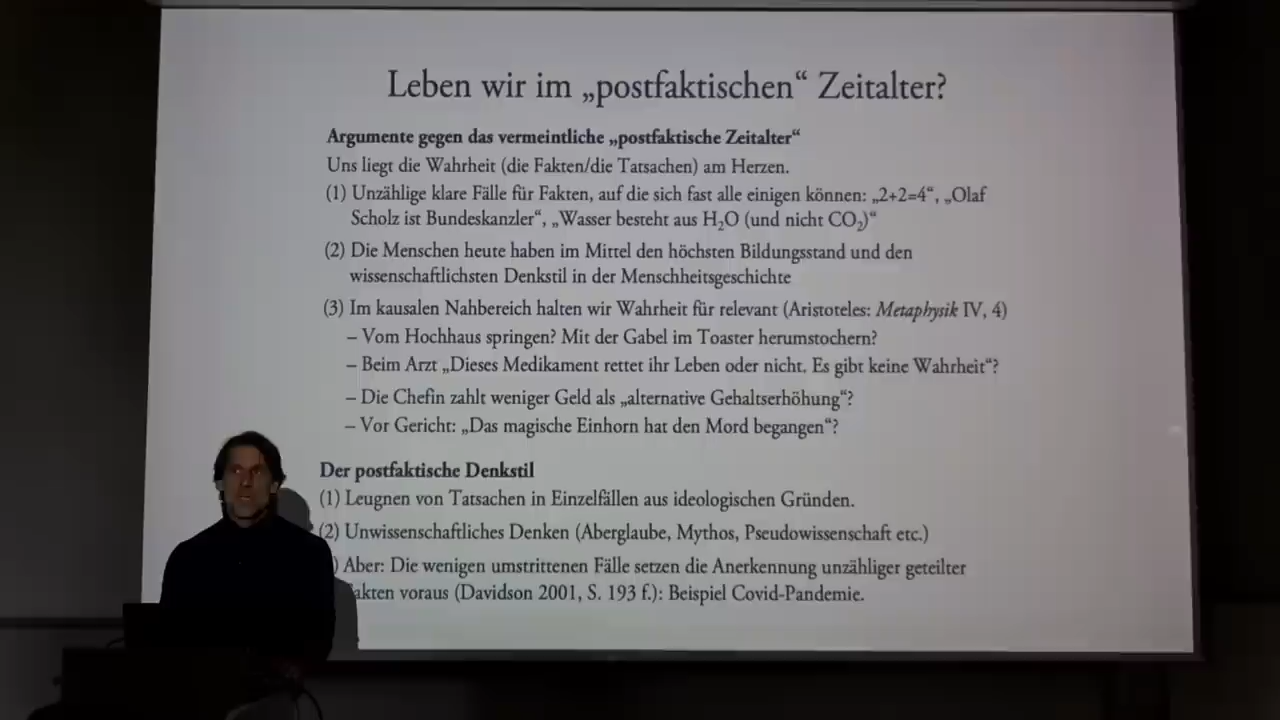 Leben wir im „postfaktischen“ Zeitalter?
Argumente gegen das vermeintliche „postfaktische Zeitalter“
Uns liegt die Wahrheit (die Fakten/die Tatsachen) am Herzen.
(1) Unzählige klare Fälle für Fakten, auf die sich fast alle einigen können: „2+2=4“, „Olaf
Scholz ist Bundeskanzler“, „Wasser besteht aus H₂O (und nicht CO₂)“
(2) Die Menschen heute haben im Mittel den höchsten Bildungsstand und den
wissenschaftlichsten Denkstil in der Menschheitsgeschichte
(3) Im kausalen Nahbereich halten wir Wahrheit für relevant (Aristoteles: Metaphysik IV, 4)
– Vom Hochhaus springen? Mit der Gabel im Toaster herumstochern?
– Beim Arzt „Dieses Medikament rettet ihr Leben oder nicht. Es gibt keine Wahrheit“?
– Die Chefin zahlt weniger Geld als „alternative Gehaltserhöhung“?
– Vor Gericht: „Das magische Einhorn hat den Mord begangen“?
Der postfaktische Denkstil
(1) Leugnen von Tatsachen in Einzelfällen aus ideologischen Gründen.
(2) Unwissenschaftliches Denken (Aberglaube, Mythos, Pseudowissenschaft etc.)
) Aber: Die wenigen umstrittenen Fälle setzen die Anerkennung unzähliger geteilter
akten voraus (Davidson 2001, S. 193 f.): Beispiel Covid-Pandemie.